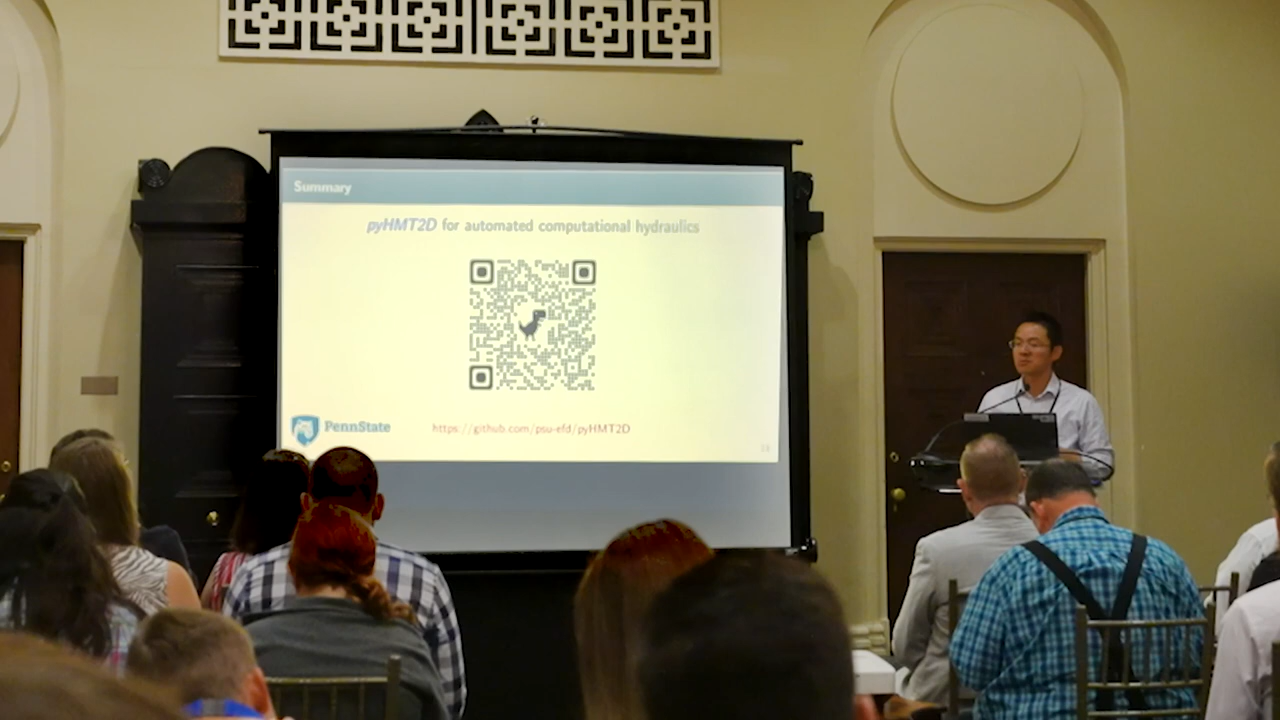 Summary
pyHMT2D for automated computational hydraulics
PennState
https://github.com/psu-efd/pyHMT2D